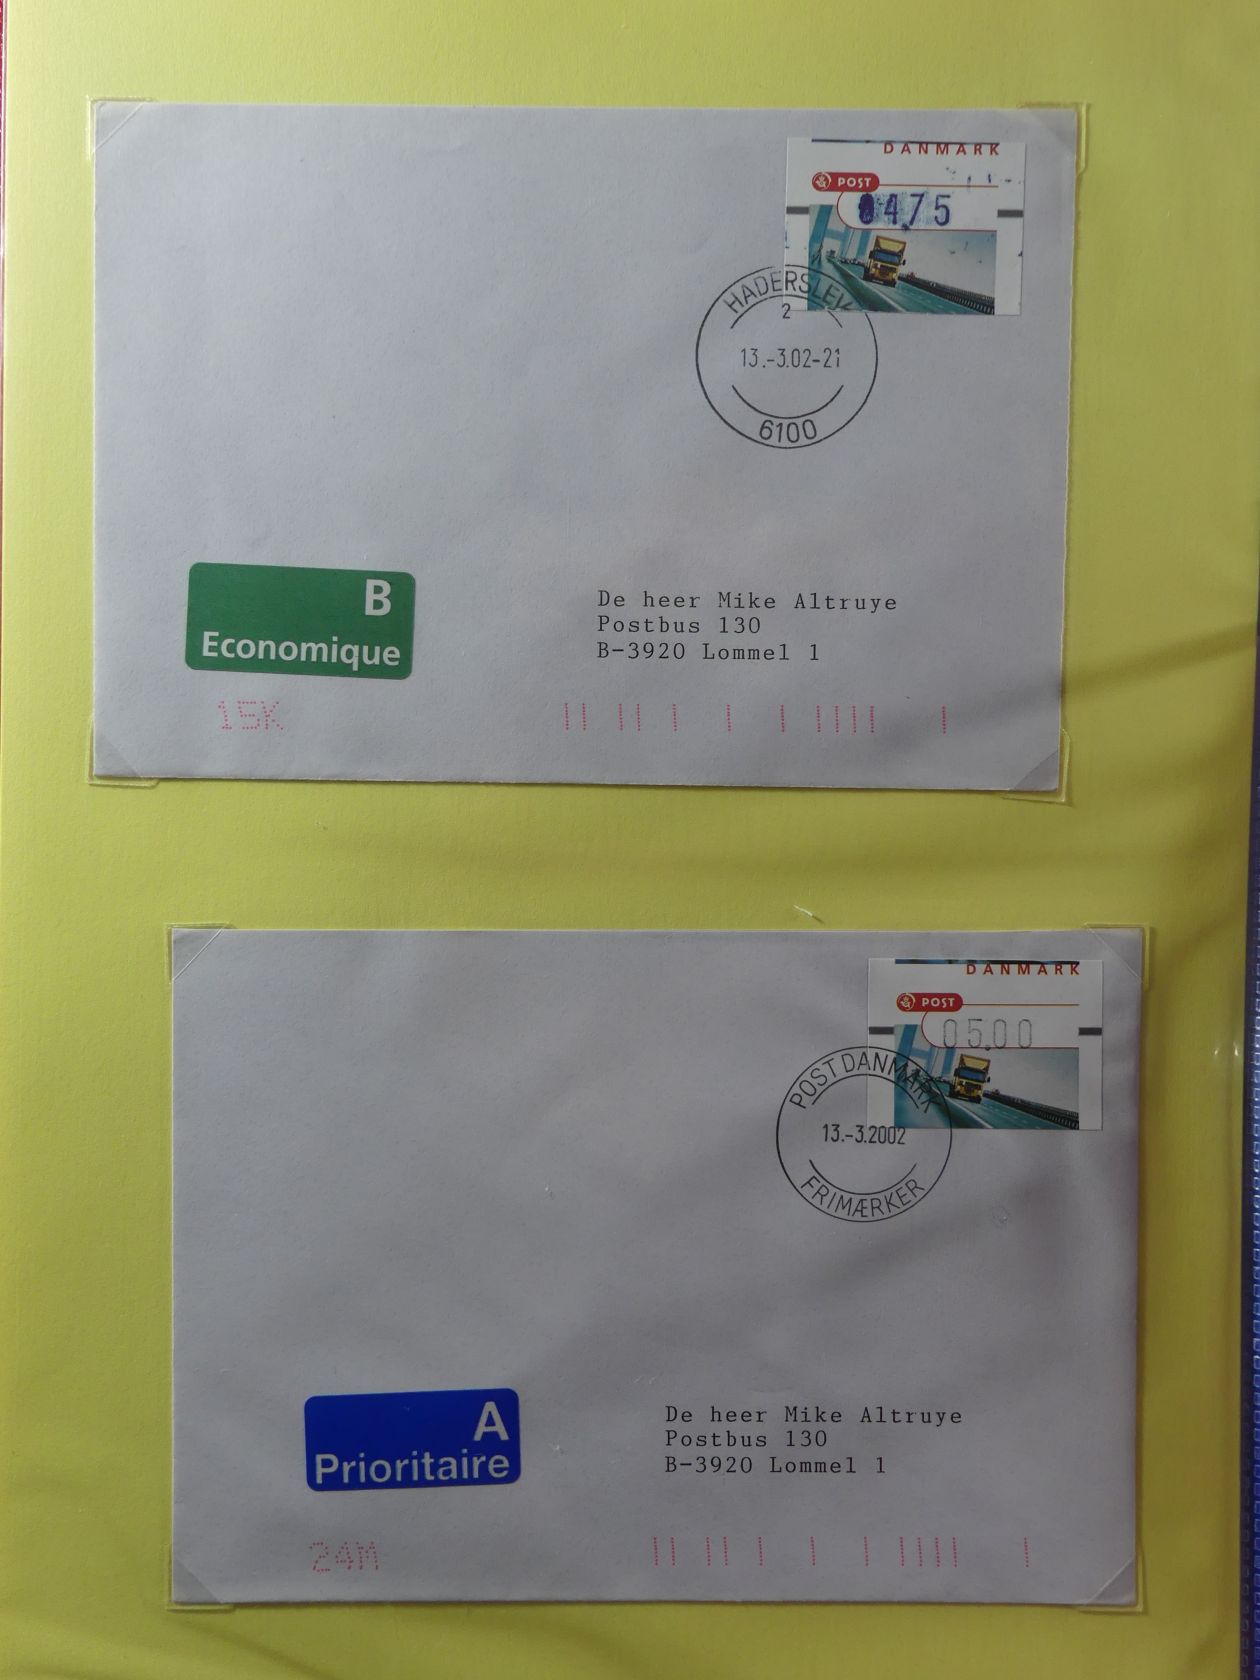 DANMARK
POST
04.75
HADERSLEV
2
13.-3.02-21
6100
B
Economique
De heer Mike Altruye
Postbus 130
B-3920 Lommel 1
15K
DANMARK
POST
05.00
POST DANMARK
13.-3.2002
FRIMÆRKER
A
Prioritaire
De heer Mike Altruye
Postbus 130
B-3920 Lommel 1
24M